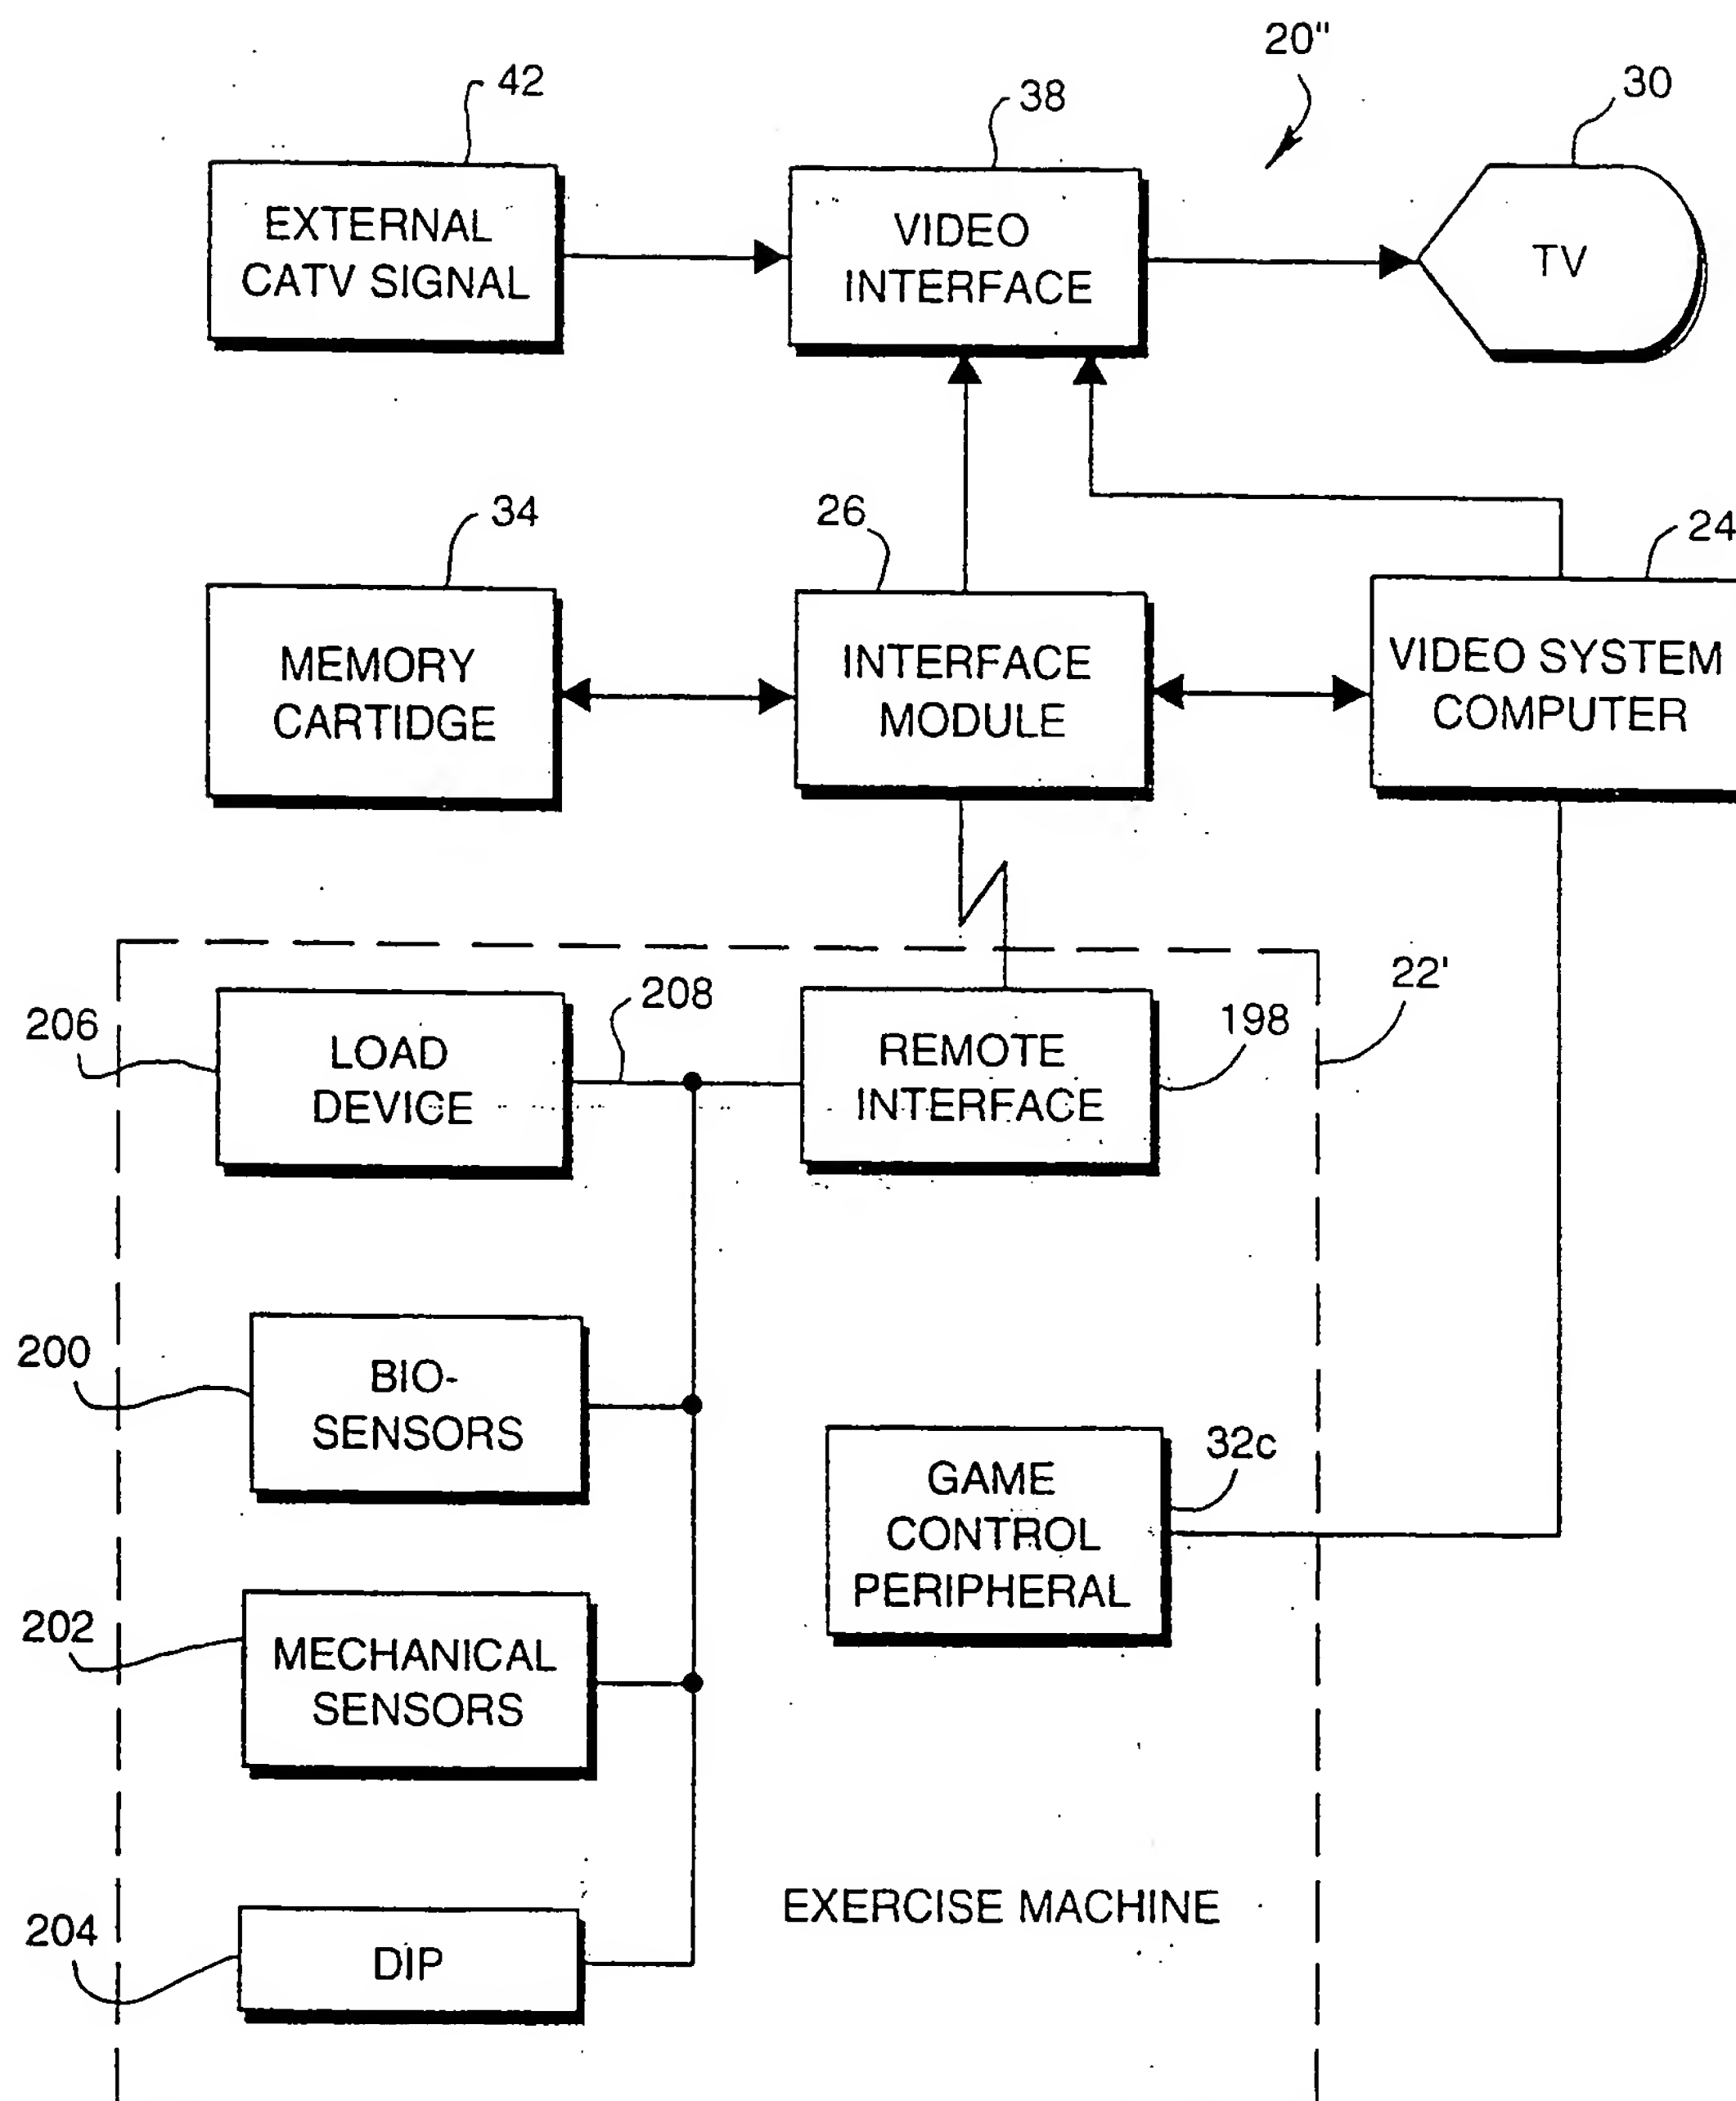 20"
42
38
30
EXTERNAL
CATV SIGNAL
VIDEO
INTERFACE
TV
34
26
24
MEMORY
CARTIDGE
INTERFACE
MODULE
VIDEO SYSTEM
COMPUTER
22'
206
208
198
LOAD
DEVICE
REMOTE
INTERFACE
200
BIO-
SENSORS
32c
GAME
CONTROL
PERIPHERAL
202
MECHANICAL
SENSORS
EXERCISE MACHINE
204
DIP